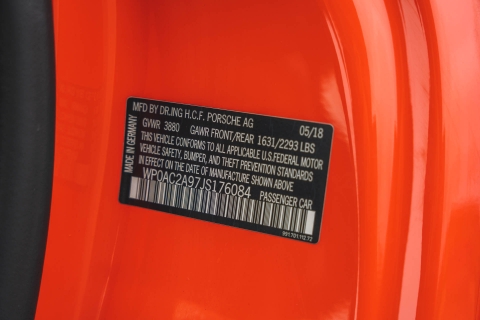 MFD BY DR.ING H.C.F. PORSCHE AG 05/18
GVWR 3880 GAWR FRONT/REAR 1631/2293 LBS
THIS VEHICLE CONFORMS TO ALL APPLICABLE U.S.FEDERAL MOTOR
VEHICLE SAFETY, BUMPER, AND THEFT PREVENTION STANDARDS
IN EFFECT ON THE DATE OF MANUFACTURE SHOWN ABOVE
WP0AC2A97JS176084 PASSENGER CAR
MADE IN GERMANY